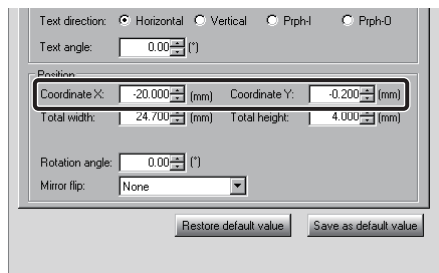 Text direction: Horizontal Vertical Prph-I Prph-O
Text angle: 0.00 (°)
Position
Coordinate X: -20.000 (mm) Coordinate Y: -0.200 (mm)
Total width: 24.700 (mm) Total height: 4.000 (mm)
Rotation angle: 0.00 (°)
Mirror flip: None
Restore default value Save as default value